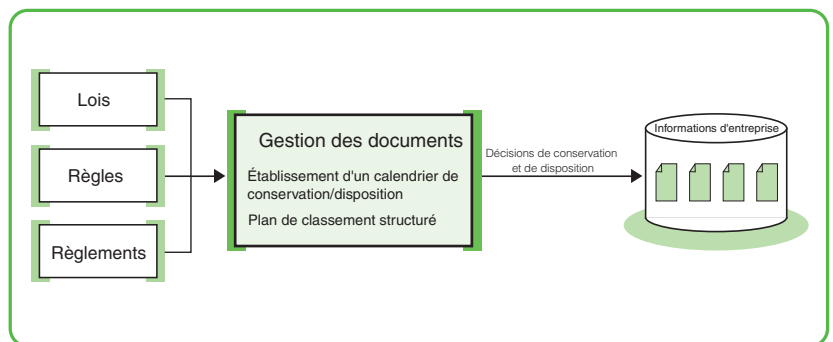 Lois
Règles
Règlements
Gestion des documents
Établissement d'un calendrier de
conservation/disposition
Plan de classement structuré
Décisions de conservation
et de disposition
Informations d'entreprise